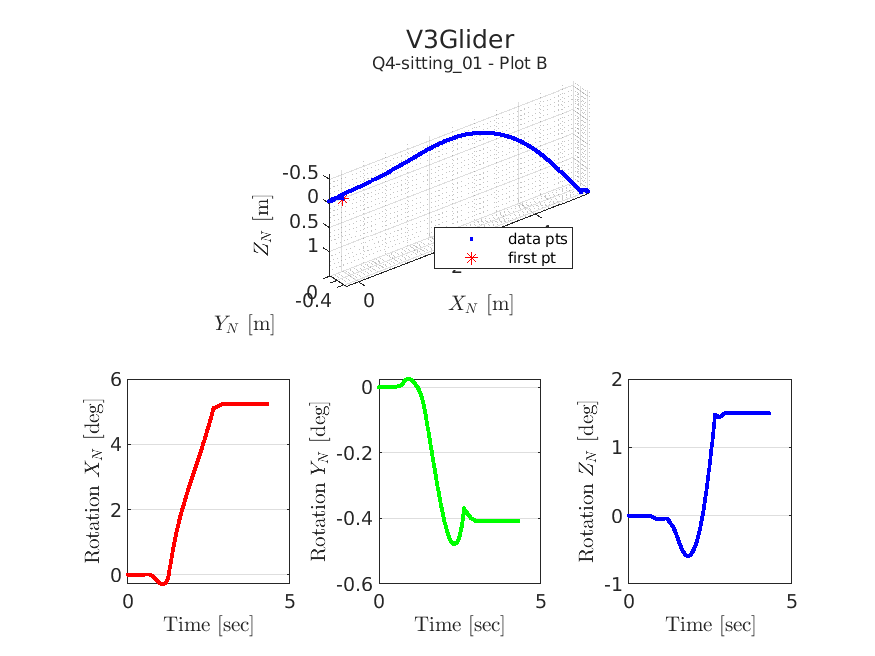 V3Glider
Q4-sitting_01 - Plot B
-0.5
0
0.5
1
Z_N [m]
data pts
first pt
0
-0.4
0
X_N [m]
Y_N [m]
6
4
2
0
Rotation X_N [deg]
0
5
Time [sec]
0
-0.2
-0.4
-0.6
Rotation Y_N [deg]
0
5
Time [sec]
2
1
0
-1
Rotation Z_N [deg]
0
5
Time [sec]